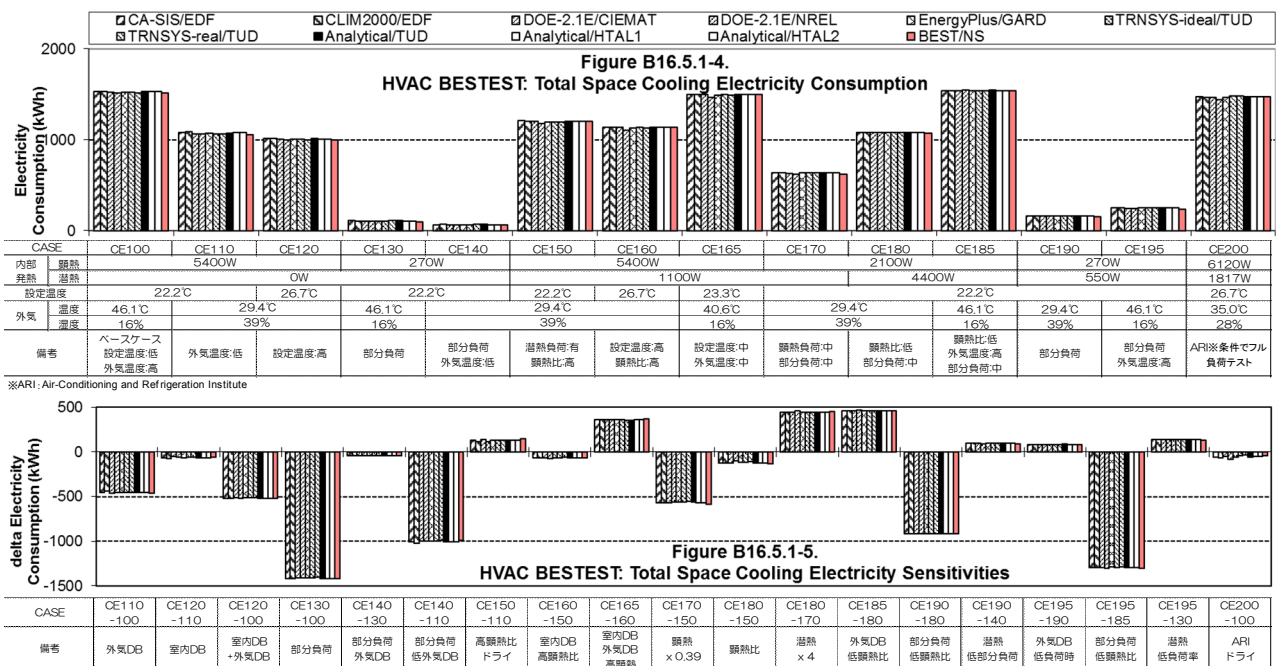 CA-SIS/EDF CLIM2000/EDF DOE-2.1E/CIEMAT DOE-2.1E/NREL EnergyPlus/GARD TRNSYS-ideal/TUD
TRNSYS-real/TUD Analytical/TUD Analytical/HTAL1 Analytical/HTAL2 BEST/NS
Figure B16.5.1-4.
HVAC BESTEST: Total Space Cooling Electricity Consumption
Electricity
Consumption (kWh)
2000
1000
0
CASE CE100 CE110 CE120 CE130 CE140 CE150 CE160 CE165 CE170 CE180 CE185 CE190 CE195 CE200
内部 顕熱 5400W 270W 5400W 2100W 270W 6120W
発熱 潜熱 0W 1100W 4400W 550W 1817W
設定温度 22.2℃ 26.7℃ 22.2℃ 22.2℃ 26.7℃ 23.3℃ 22.2℃ 26.7℃
外気 温度 46.1℃ 29.4℃ 46.1℃ 29.4℃ 40.6℃ 29.4℃ 46.1℃ 29.4℃ 46.1℃ 35.0℃
湿度 16% 39% 16% 39% 16% 39% 16% 39% 16% 28%
備考
ベースケース 設定温度:低 外気温度:高
外気温度:低
設定温度:高
部分負荷
部分負荷 外気温度:低
潜熱負荷:有 顕熱比:高
設定温度:高 顕熱比:高
設定温度:中 外気温度:中
顕熱負荷:中 部分負荷:中
顕熱比:低 部分負荷:中
顕熱比:低 外気温度:高 部分負荷:中
部分負荷
部分負荷 外気温度:高
ARI※条件でフル 負荷テスト
※ARI:Air-Conditioning and Refrigeration Institute
delta Electricity
Consumption (kWh)
500
0
-500
-1000
-1500
Figure B16.5.1-5.
HVAC BESTEST: Total Space Cooling Electricity Sensitivities
CASE
CE110 -100
CE120 -110
CE120 -100
CE130 -100
CE140 -130
CE140 -110
CE150 -110
CE160 -150
CE165 -160
CE170 -150
CE180 -150
CE180 -170
CE185 -180
CE190 -180
CE190 -140
CE195 -190
CE195 -185
CE195 -130
CE200 -100
備考
外気DB
室内DB
室内DB +外気DB
部分負荷
部分負荷 外気DB
部分負荷 低外気DB
高顕熱比 ドライ
室内DB 高顕熱比
室内DB 外気DB 高顕熱
顕熱 x 0.39
顕熱比
潜熱 x 4
外気DB 低顕熱比
部分負荷 低顕熱比
潜熱 低部分負荷
外気DB 低負荷時
部分負荷 低顕熱比
潜熱 低負荷率
ARI ドライ